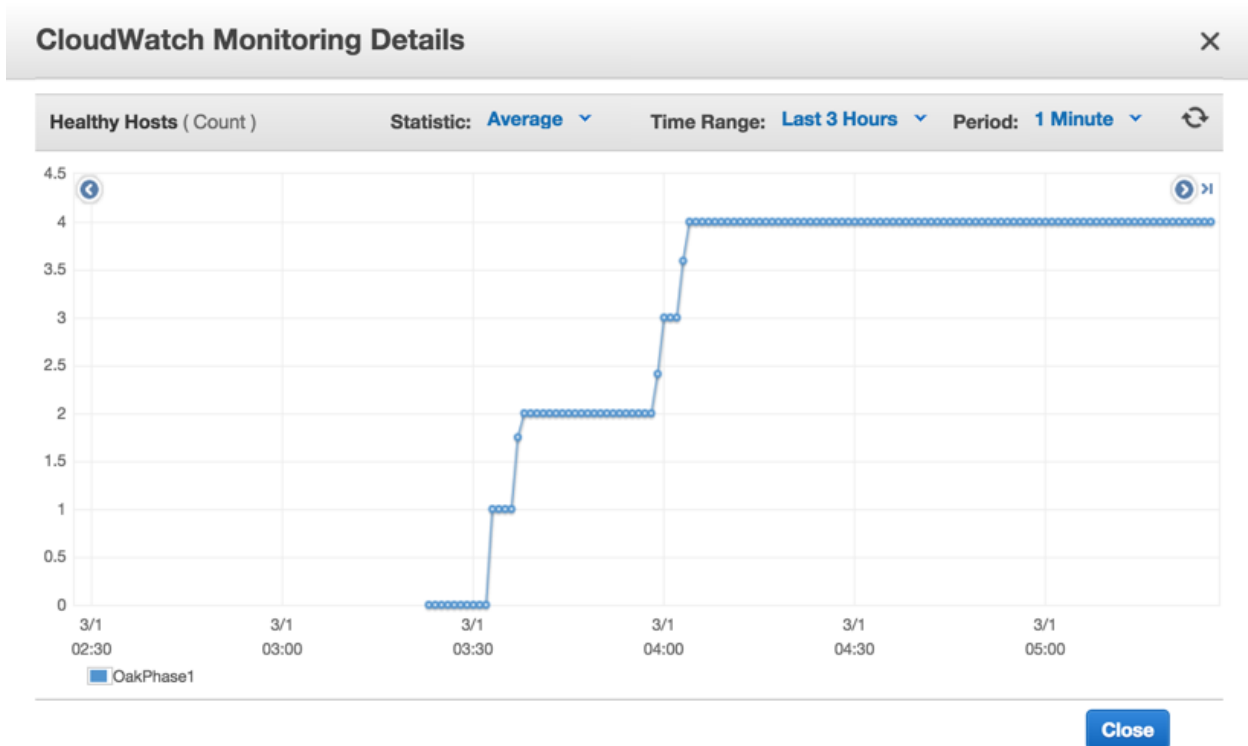 CloudWatch Monitoring Details
Healthy Hosts ( Count ) Statistic: Average Time Range: Last 3 Hours Period: 1 Minute
4.5
4
3.5
3
2.5
2
1.5
1
0.5
0
3/1 3/1 3/1 3/1 3/1 3/1
02:30 03:00 03:30 04:00 04:30 05:00
OakPhase1
Close